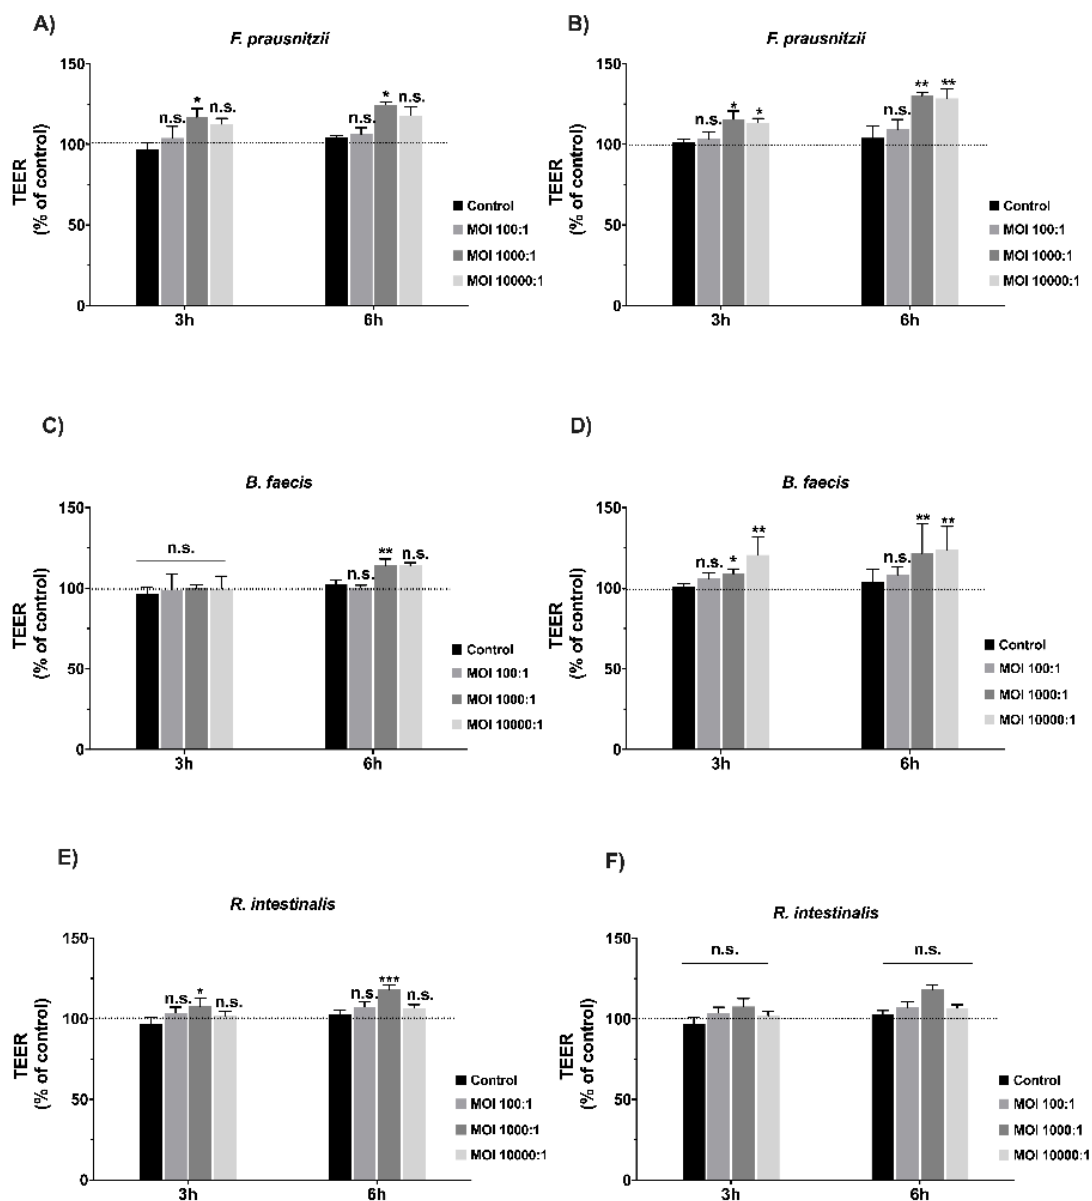 A)
F. prausnitzii
150
100
50
0
TEER
(% of control)
n.s.
*
n.s.
n.s.
*
n.s.
3h
6h
Control
MOI 100:1
MOI 1000:1
MOI 10000:1
B)
F. prausnitzii
150
100
50
0
TEER
(% of control)
n.s.
*
*
n.s.
**
**
3h
6h
Control
MOI 100:1
MOI 1000:1
MOI 10000:1
C)
B. faecis
150
100
50
0
TEER
(% of control)
n.s.
n.s.
**
n.s.
3h
6h
Control
MOI 100:1
MOI 1000:1
MOI 10000:1
D)
B. faecis
150
100
50
0
TEER
(% of control)
n.s.
*
**
n.s.
**
**
3h
6h
Control
MOI 100:1
MOI 1000:1
MOI 10000:1
E)
R. intestinalis
150
100
50
0
TEER
(% of control)
n.s.
*
n.s.
n.s.
***
n.s.
3h
6h
Control
MOI 100:1
MOI 1000:1
MOI 10000:1
F)
R. intestinalis
150
100
50
0
TEER
(% of control)
n.s.
n.s.
3h
6h
Control
MOI 100:1
MOI 1000:1
MOI 10000:1